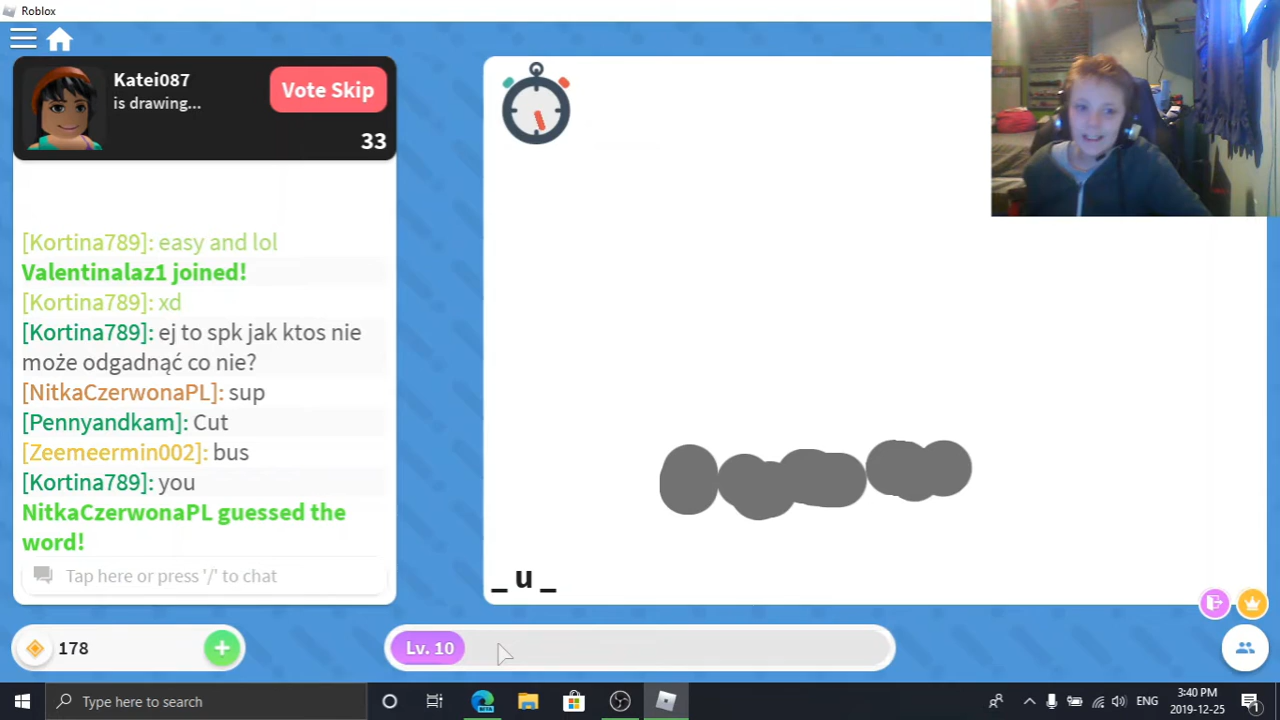 Roblox
Katei087
is drawing...
Vote Skip
33
[Kortina789]: easy and lol
Valentinalaz1 joined!
[Kortina789]: xd
[Kortina789]: ej to spk jak ktos nie
może odgadnąć co nie?
[NitkaCzerwonaPL]: sup
[Pennyandkam]: Cut
[Zeemeermin002]: bus
[Kortina789]: you
NitkaCzerwonaPL guessed the
word!
Tap here or press '/' to chat
_ u _
178
Lv. 10
Type here to search
BETA
ENG
3:40 PM
2019-12-25
1